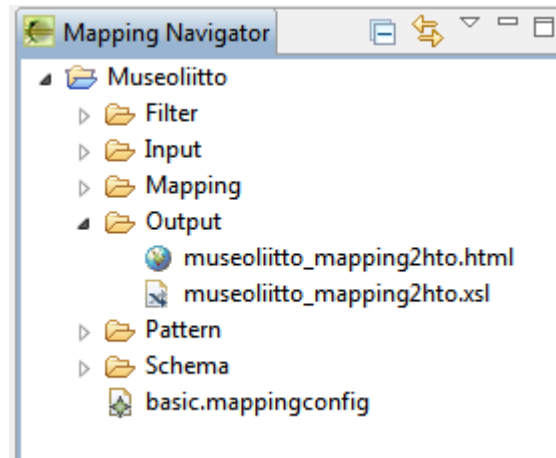 Mapping Navigator
Museoliitto
Filter
Input
Mapping
Output
museoliitto_mapping2hto.html
museoliitto_mapping2hto.xsl
Pattern
Schema
basic.mappingconfig